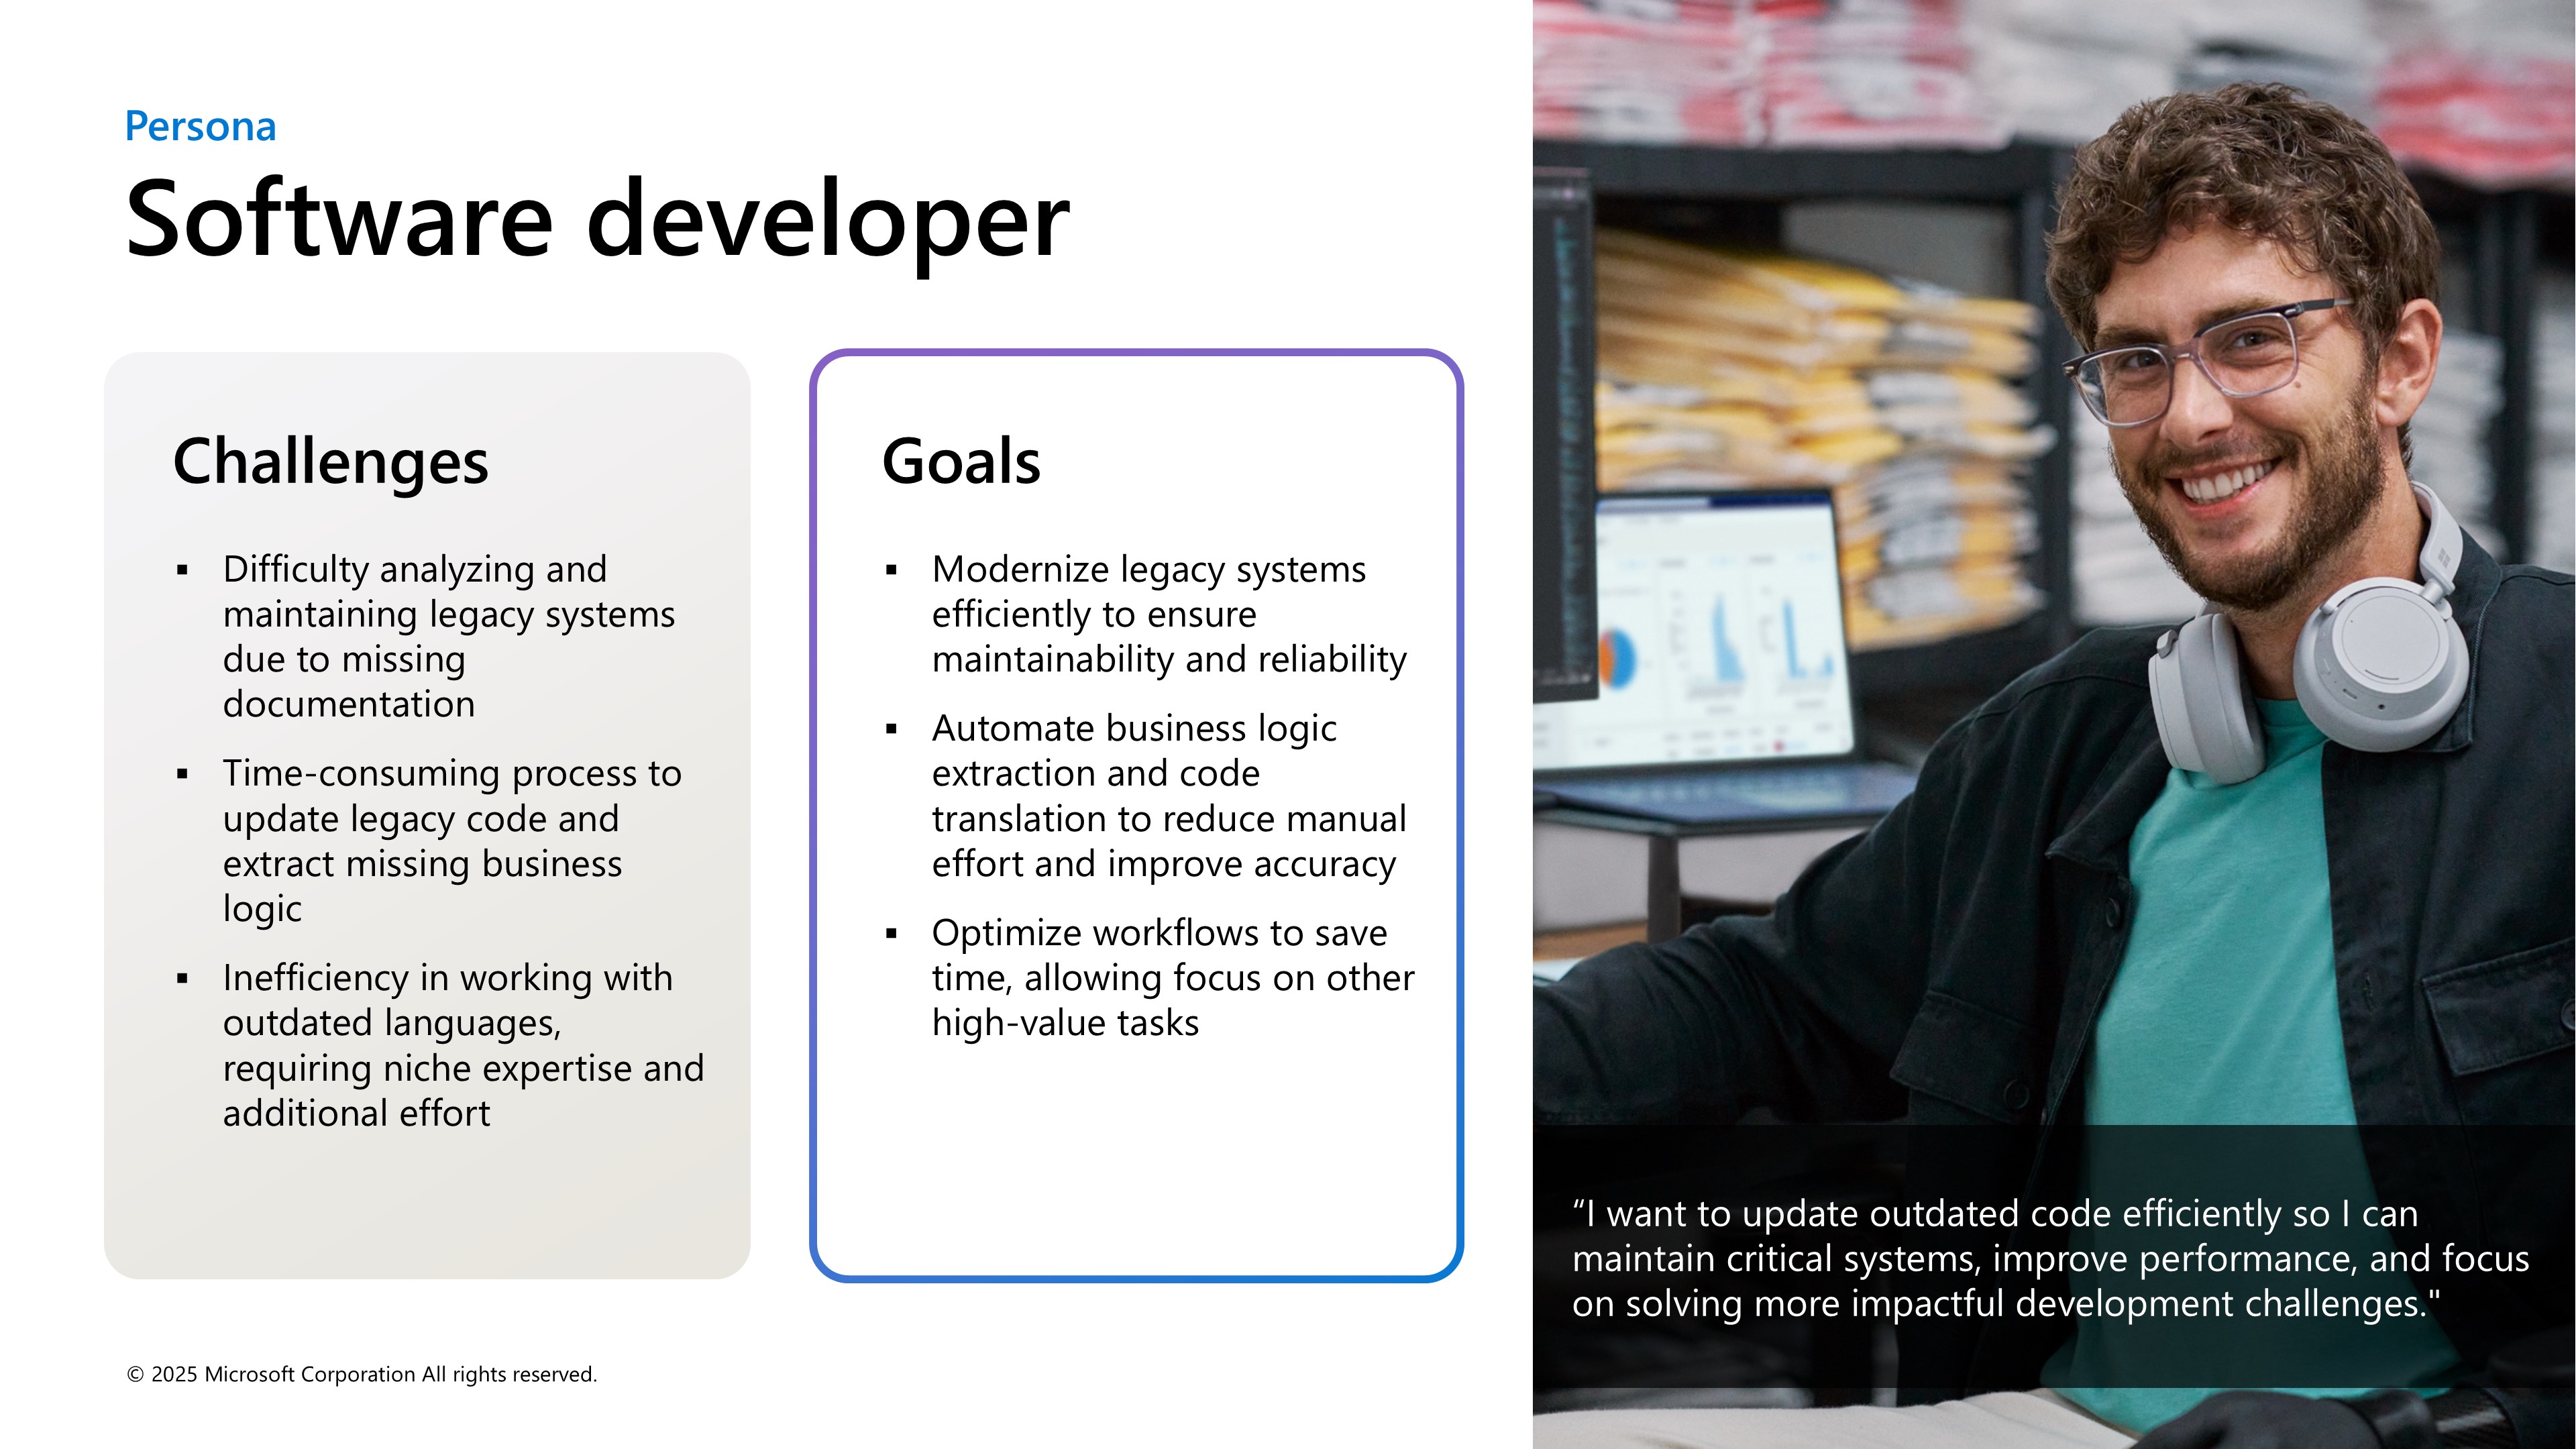 Persona
Software developer
Challenges
▪ Difficulty analyzing and
maintaining legacy systems
due to missing
documentation
▪ Time-consuming process to
update legacy code and
extract missing business
logic
▪ Inefficiency in working with
outdated languages,
requiring niche expertise and
additional effort
Goals
▪ Modernize legacy systems
efficiently to ensure
maintainability and reliability
▪ Automate business logic
extraction and code
translation to reduce manual
effort and improve accuracy
▪ Optimize workflows to save
time, allowing focus on other
high-value tasks
“I want to update outdated code efficiently so I can
maintain critical systems, improve performance, and focus
on solving more impactful development challenges."
© 2025 Microsoft Corporation All rights reserved.